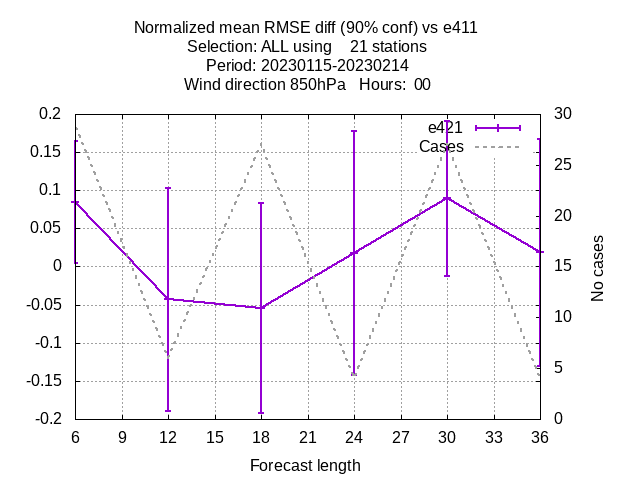 Normalized mean RMSE diff (90% conf) vs e411
Selection: ALL using    21 stations
Period: 20230115-20230214
Wind direction 850hPa   Hours:  00
0.2
0.15
0.1
0.05
0
-0.05
-0.1
-0.15
-0.2
30
25
20
15
10
5
0
e421
Cases
No cases
6 9 12 15 18 21 24 27 30 33 36
Forecast length